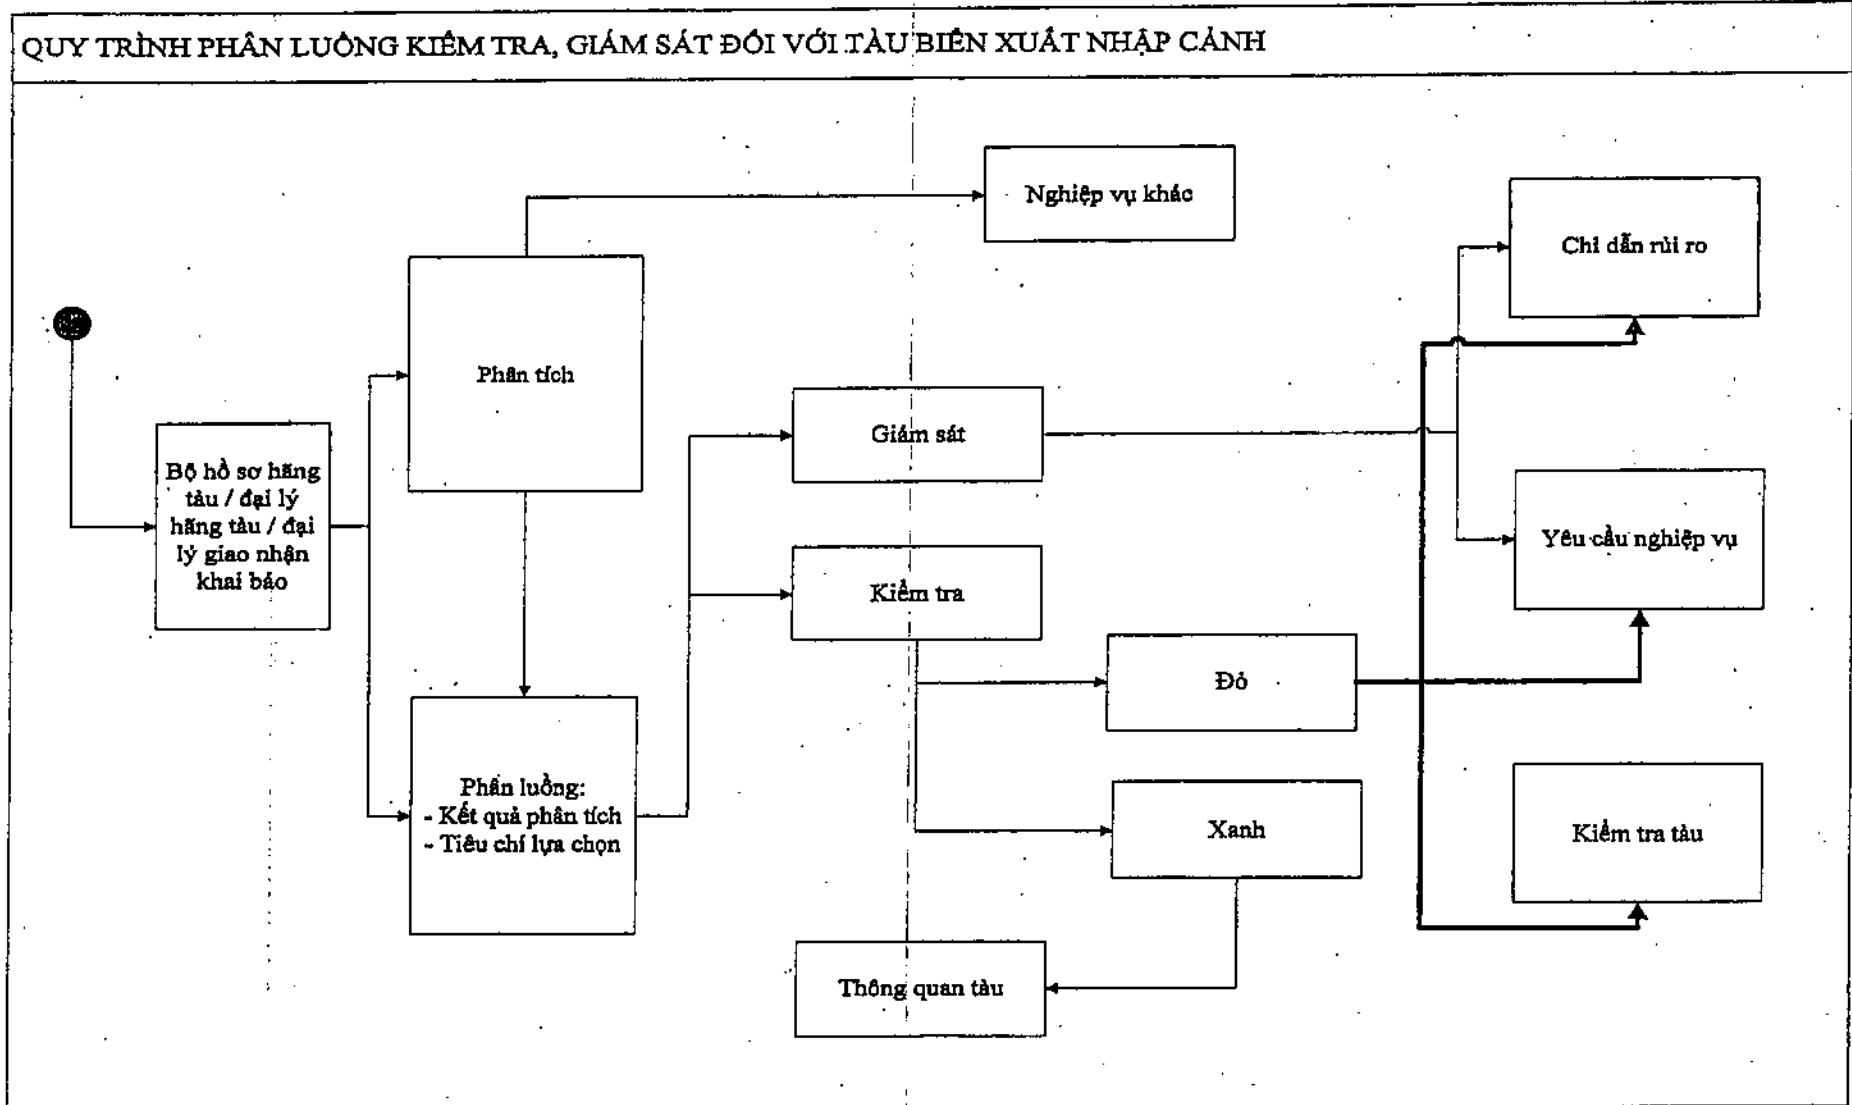 QUY TRÌNH PHÂN LUỒNG KIỂM TRA, GIÁM SÁT ĐỐI VỚI TÀU BIỂN XUẤT NHẬP CẢNH
Nghiệp vụ khác
Chỉ dẫn rủi ro
Phân tích
Giám sát
Bộ hồ sơ hãng
tàu / đại lý
hãng tàu / đại
lý giao nhận
khai báo
Yêu cầu nghiệp vụ
Kiểm tra
Đỏ
Phân luồng:
- Kết quả phân tích
- Tiêu chí lựa chọn
Xanh
Kiểm tra tàu
Thông quan tàu